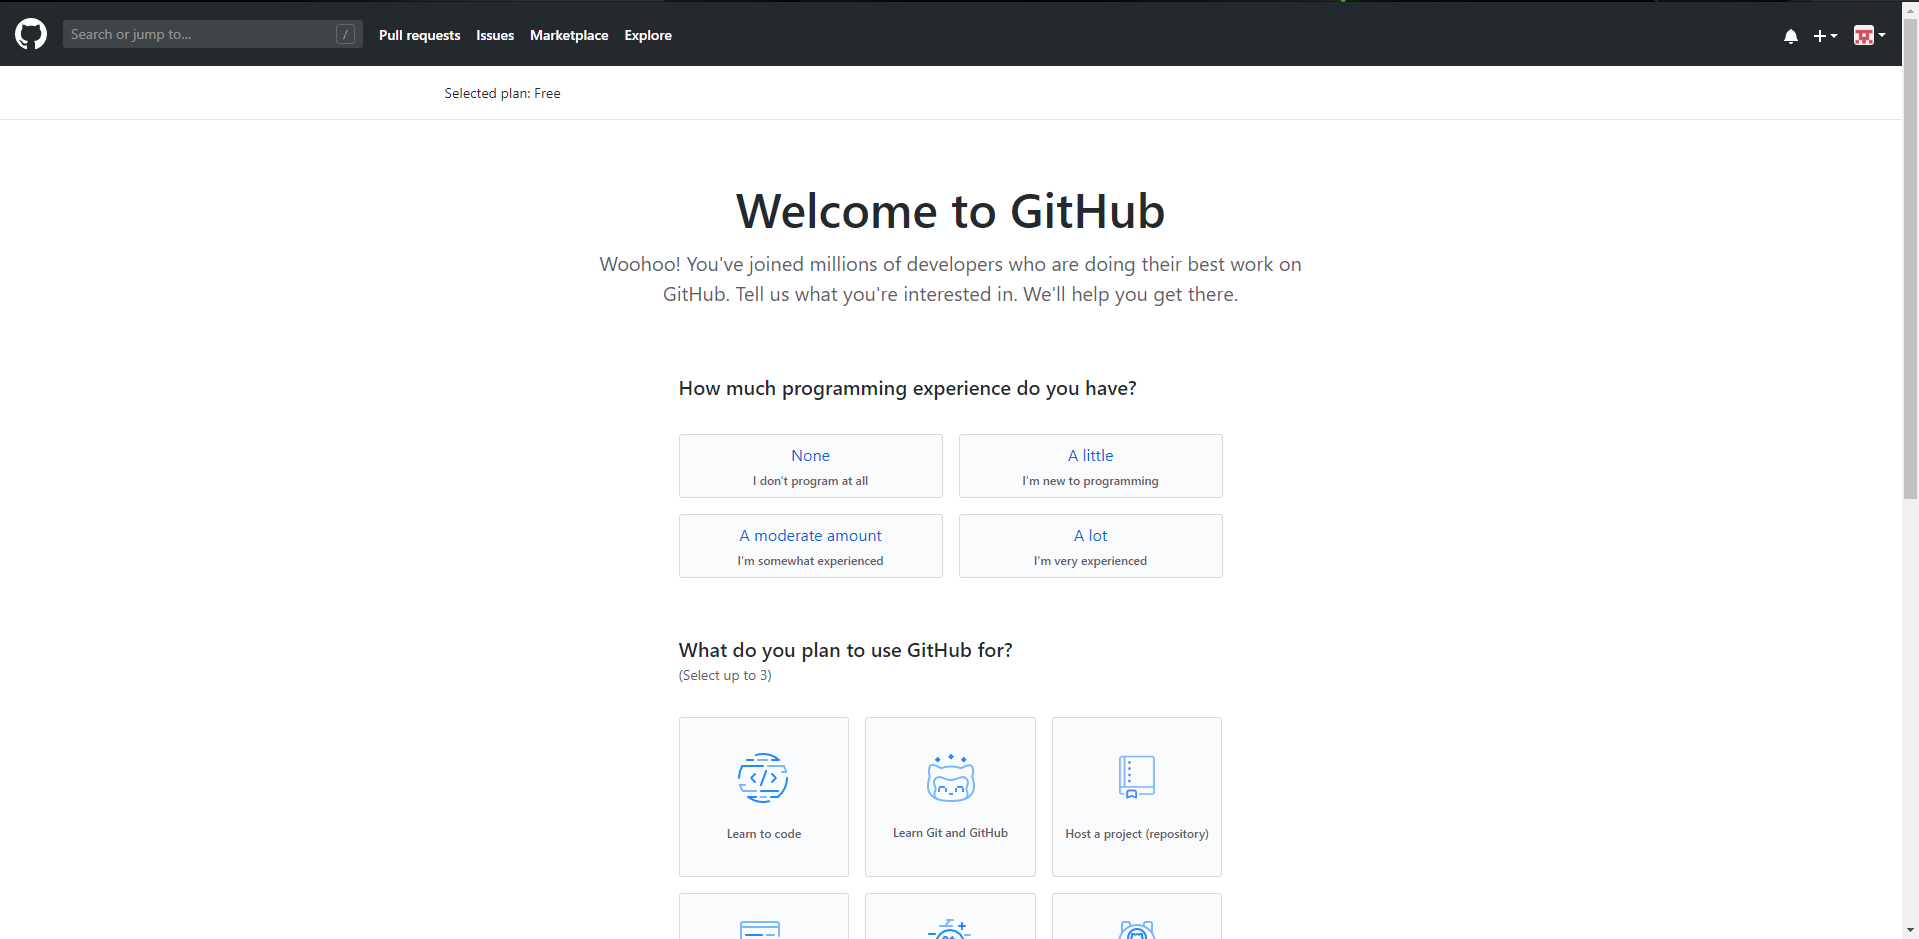 Search or jump to... /
Pull requests Issues Marketplace Explore
Selected plan: Free
Welcome to GitHub
Woohoo! You've joined millions of developers who are doing their best work on
GitHub. Tell us what you're interested in. We'll help you get there.
How much programming experience do you have?
None
I don't program at all
A little
I'm new to programming
A moderate amount
I'm somewhat experienced
A lot
I'm very experienced
What do you plan to use GitHub for?
(Select up to 3)
Learn to code
Learn Git and GitHub
Host a project (repository)